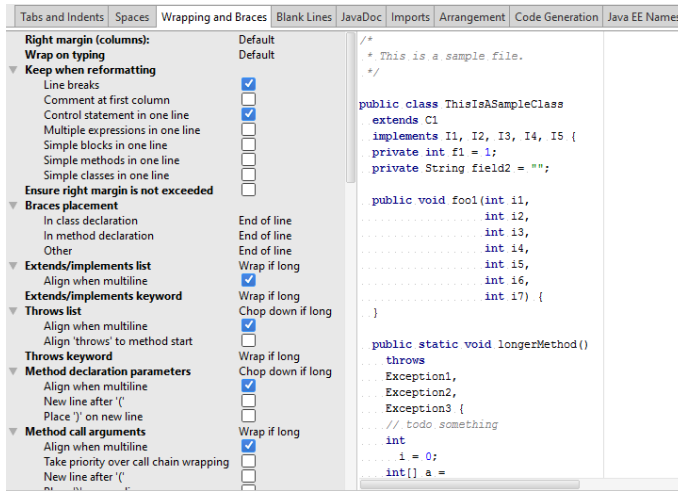 Tabs and Indents Spaces Wrapping and Braces Blank Lines JavaDoc Imports Arrangement Code Generation Java EE Names
Right margin (columns): Default
Wrap on typing Default
Keep when reformatting
Line breaks
Comment at first column
Control statement in one line
Multiple expressions in one line
Simple blocks in one line
Simple methods in one line
Simple classes in one line
Ensure right margin is not exceeded
Braces placement
In class declaration End of line
In method declaration End of line
Other End of line
Extends/implements list Wrap if long
Align when multiline
Extends/implements keyword Wrap if long
Throws list Chop down if long
Align when multiline
Align 'throws' to method start
Throws keyword Wrap if long
Method declaration parameters Chop down if long
Align when multiline
New line after '('
Place ')' on new line
Method call arguments Wrap if long
Align when multiline
Take priority over call chain wrapping
New line after '('
/*
* This is a sample file.
*/
public class ThisIsASampleClass
extends C1
implements I1, I2, I3, I4, I5 {
private int f1 = 1;
private String field2 = "";
public void foo1(int i1,
int i2,
int i3,
int i4,
int i5,
int i6,
int i7) {
}
public static void longerMethod()
throws
Exception1,
Exception2,
Exception3 {
// todo something
int
i = 0;
int[] a =